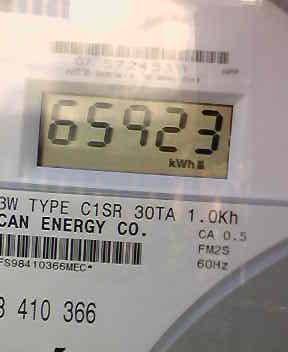 65923
kWh
3W TYPE C1SR 30TA 1.0Kh
CAN ENERGY CO.
CA 0.5
FM2S
60Hz
FS98410366MEC*
8 410 366